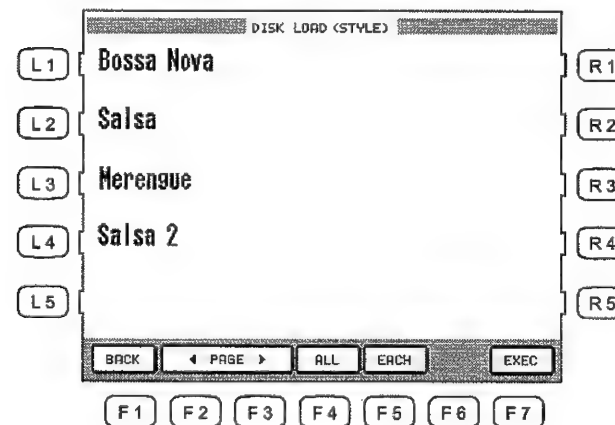 DISK LOAD (STYLE)
L1 Bossa Nova R1
L2 Salsa R2
L3 Merengue R3
L4 Salsa 2 R4
L5 R5
BACK ◀ PAGE ▶ ALL EACH EXEC
F1 F2 F3 F4 F5 F6 F7